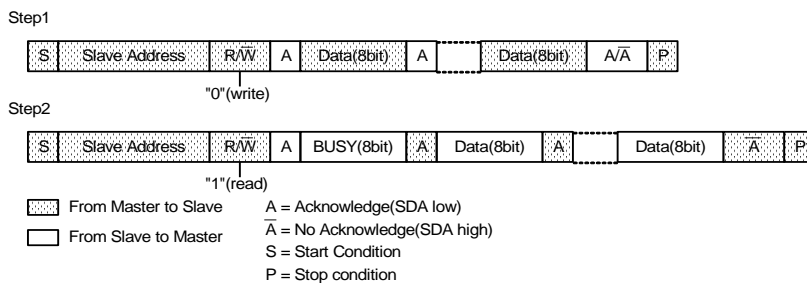 Step1
S Slave Address R/W̅ A Data(8bit) A Data(8bit) A/A̅ P
"0"(write)
Step2
S Slave Address R/W̅ A BUSY(8bit) A Data(8bit) A Data(8bit) A̅ P
"1"(read)
From Master to Slave
From Slave to Master
A = Acknowledge(SDA low)
A̅ = No Acknowledge(SDA high)
S = Start Condition
P = Stop condition